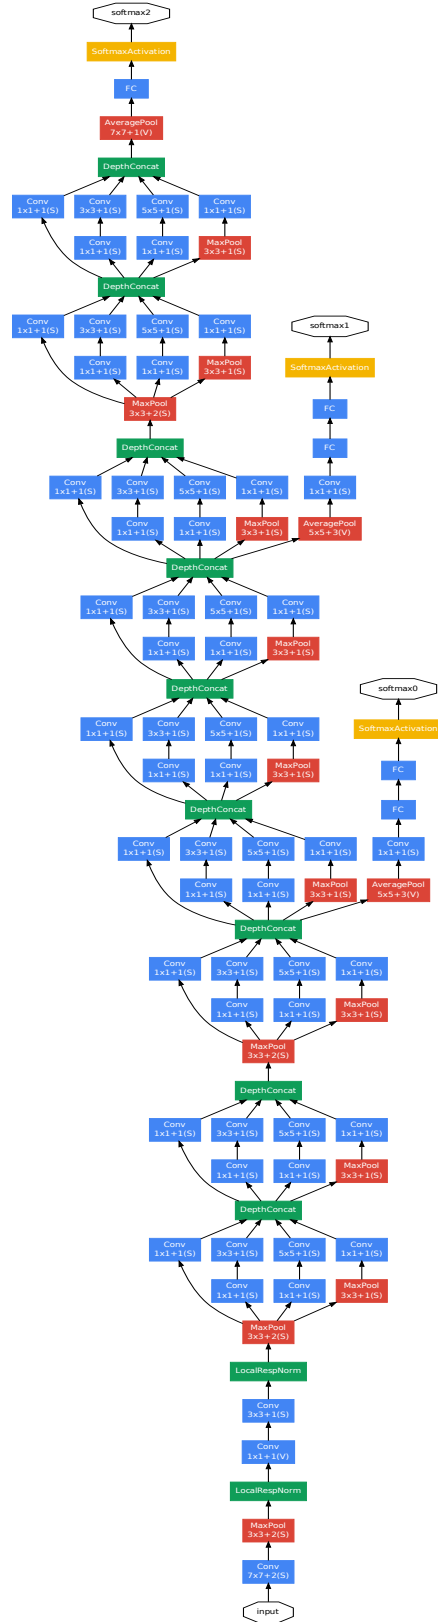 softmax2
SoftmaxActivation
FC
AveragePool
7x7+1(V)
DepthConcat
Conv Conv Conv Conv
1x1+1(S) 3x3+1(S) 5x5+1(S) 1x1+1(S)
Conv Conv MaxPool
1x1+1(S) 1x1+1(S) 3x3+1(S)
DepthConcat
Conv Conv Conv Conv
1x1+1(S) 3x3+1(S) 5x5+1(S) 1x1+1(S)
softmax1
Conv Conv MaxPool
1x1+1(S) 1x1+1(S) 3x3+1(S)
SoftmaxActivation
MaxPool
3x3+2(S)
FC
DepthConcat
FC
Conv Conv Conv Conv Conv
1x1+1(S) 3x3+1(S) 5x5+1(S) 1x1+1(S) 1x1+1(S)
Conv Conv MaxPool AveragePool
1x1+1(S) 1x1+1(S) 3x3+1(S) 5x5+3(V)
DepthConcat
Conv Conv Conv Conv
1x1+1(S) 3x3+1(S) 5x5+1(S) 1x1+1(S)
Conv Conv MaxPool
1x1+1(S) 1x1+1(S) 3x3+1(S)
DepthConcat
softmax0
Conv Conv Conv Conv
1x1+1(S) 3x3+1(S) 5x5+1(S) 1x1+1(S)
SoftmaxActivation
Conv Conv MaxPool
1x1+1(S) 1x1+1(S) 3x3+1(S)
FC
DepthConcat
FC
Conv Conv Conv Conv Conv
1x1+1(S) 3x3+1(S) 5x5+1(S) 1x1+1(S) 1x1+1(S)
Conv Conv MaxPool AveragePool
1x1+1(S) 1x1+1(S) 3x3+1(S) 5x5+3(V)
DepthConcat
Conv Conv Conv Conv
1x1+1(S) 3x3+1(S) 5x5+1(S) 1x1+1(S)
Conv Conv MaxPool
1x1+1(S) 1x1+1(S) 3x3+1(S)
MaxPool
3x3+2(S)
DepthConcat
Conv Conv Conv Conv
1x1+1(S) 3x3+1(S) 5x5+1(S) 1x1+1(S)
Conv Conv MaxPool
1x1+1(S) 1x1+1(S) 3x3+1(S)
DepthConcat
Conv Conv Conv Conv
1x1+1(S) 3x3+1(S) 5x5+1(S) 1x1+1(S)
Conv Conv MaxPool
1x1+1(S) 1x1+1(S) 3x3+1(S)
MaxPool
3x3+2(S)
LocalRespNorm
Conv
3x3+1(S)
Conv
1x1+1(V)
LocalRespNorm
MaxPool
3x3+2(S)
Conv
7x7+2(S)
input